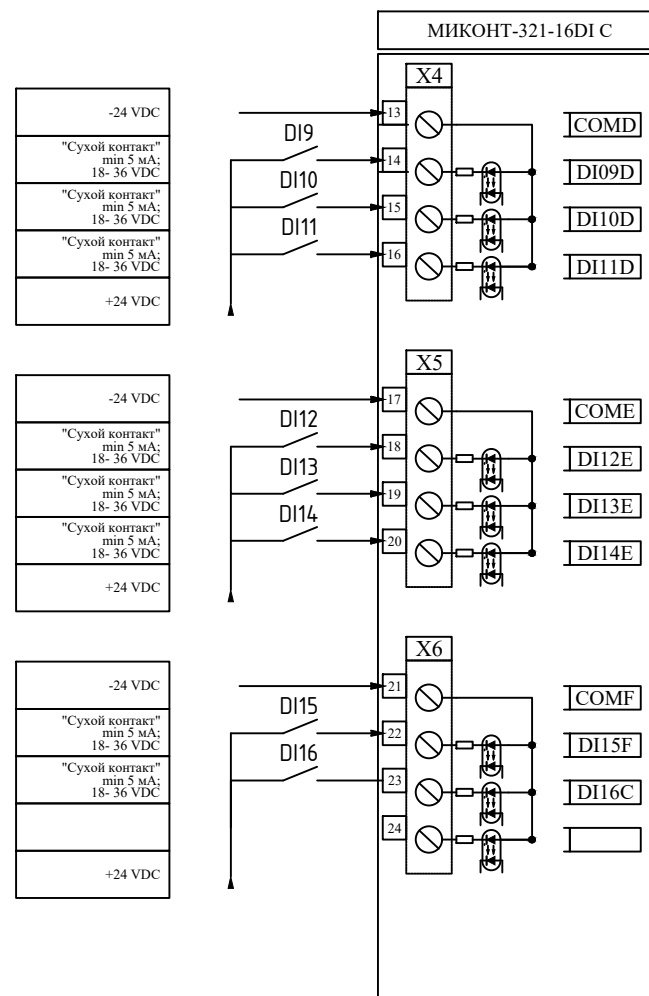 МИКОНТ-321-16DI C
X4
-24 VDC
13
COMD
"Сухой контакт"
min 5 мА;
18- 36 VDC
DI9
14
DI09D
"Сухой контакт"
min 5 мА;
18- 36 VDC
DI10
15
DI10D
"Сухой контакт"
min 5 мА;
18- 36 VDC
DI11
16
DI11D
+24 VDC
X5
-24 VDC
17
COME
"Сухой контакт"
min 5 мА;
18- 36 VDC
DI12
18
DI12E
"Сухой контакт"
min 5 мА;
18- 36 VDC
DI13
19
DI13E
"Сухой контакт"
min 5 мА;
18- 36 VDC
DI14
20
DI14E
+24 VDC
X6
-24 VDC
21
COMF
"Сухой контакт"
min 5 мА;
18- 36 VDC
DI15
22
DI15F
"Сухой контакт"
min 5 мА;
18- 36 VDC
DI16
23
DI16C
24
+24 VDC